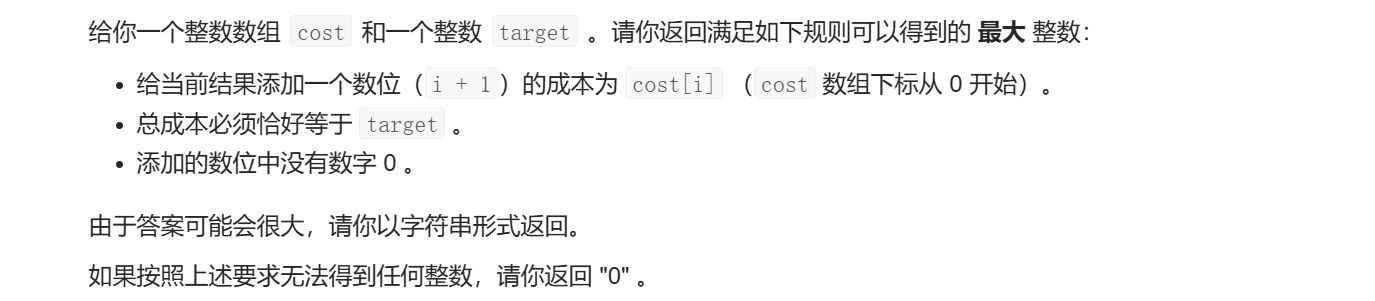 给你一个整数数组 cost 和一个整数 target 。请你返回满足如下规则可以得到的 最大 整数：
• 给当前结果添加一个数位（i + 1）的成本为 cost[i] （cost 数组下标从 0 开始）。
• 总成本必须恰好等于 target 。
• 添加的数位中没有数字 0 。
由于答案可能会很大，请你以字符串形式返回。
如果按照上述要求无法得到任何整数，请你返回 "0" 。